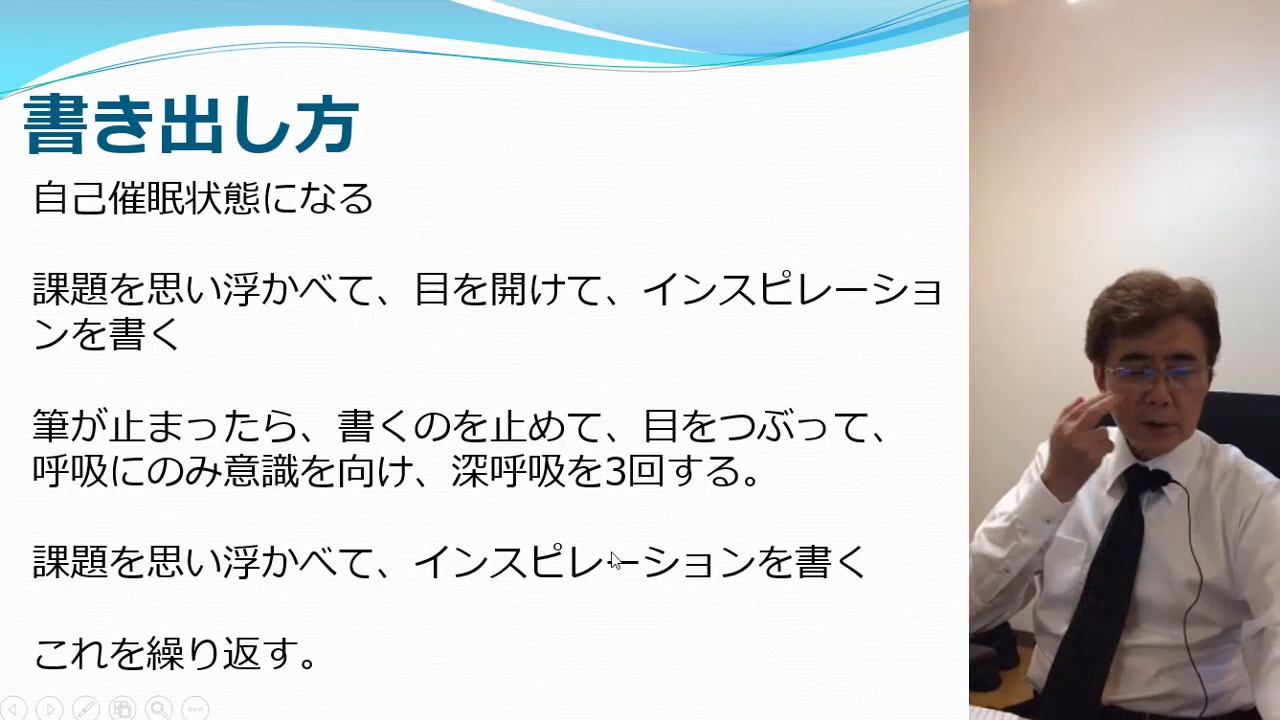 書き出し方
自己催眠状態になる
課題を思い浮かべて、目を開けて、インスピレーショ
ンを書く
筆が止まったら、書くのを止めて、目をつぶって、
呼吸にのみ意識を向け、深呼吸を3回する。
課題を思い浮かべて、インスピレーションを書く
これを繰り返す。